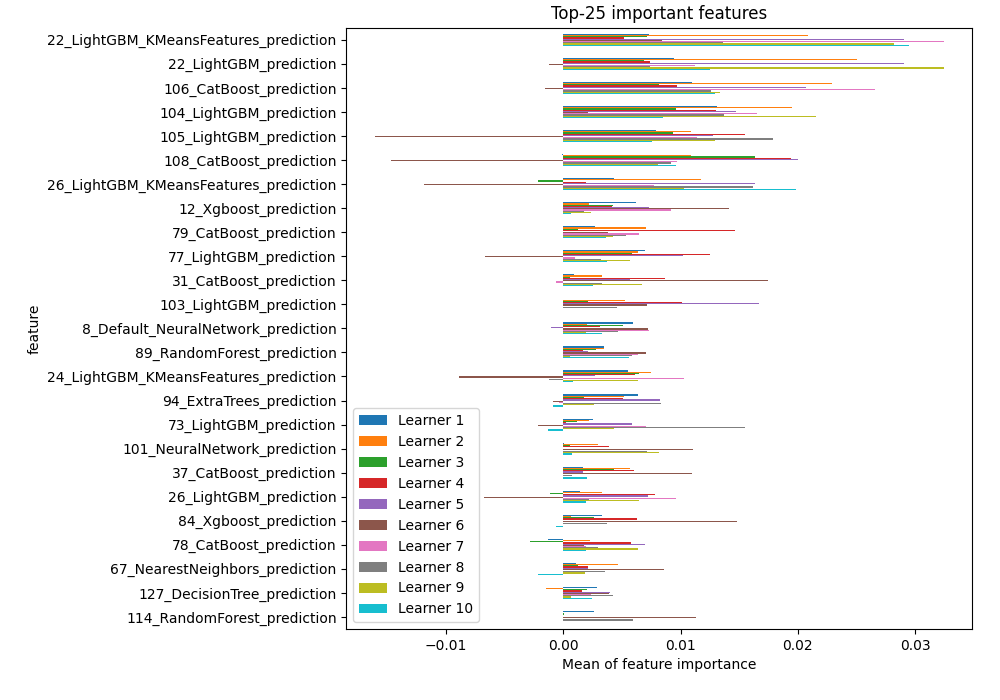 Top-25 important features
22_LightGBM_KMeansFeatures_prediction
22_LightGBM_prediction
106_CatBoost_prediction
104_LightGBM_prediction
105_LightGBM_prediction
108_CatBoost_prediction
26_LightGBM_KMeansFeatures_prediction
12_Xgboost_prediction
79_CatBoost_prediction
77_LightGBM_prediction
31_CatBoost_prediction
103_LightGBM_prediction
8_Default_NeuralNetwork_prediction
89_RandomForest_prediction
24_LightGBM_KMeansFeatures_prediction
94_ExtraTrees_prediction
73_LightGBM_prediction
101_NeuralNetwork_prediction
37_CatBoost_prediction
26_LightGBM_prediction
84_Xgboost_prediction
78_CatBoost_prediction
67_NearestNeighbors_prediction
127_DecisionTree_prediction
114_RandomForest_prediction
feature
Learner 1
Learner 2
Learner 3
Learner 4
Learner 5
Learner 6
Learner 7
Learner 8
Learner 9
Learner 10
−0.01 0.00 0.01 0.02 0.03
Mean of feature importance